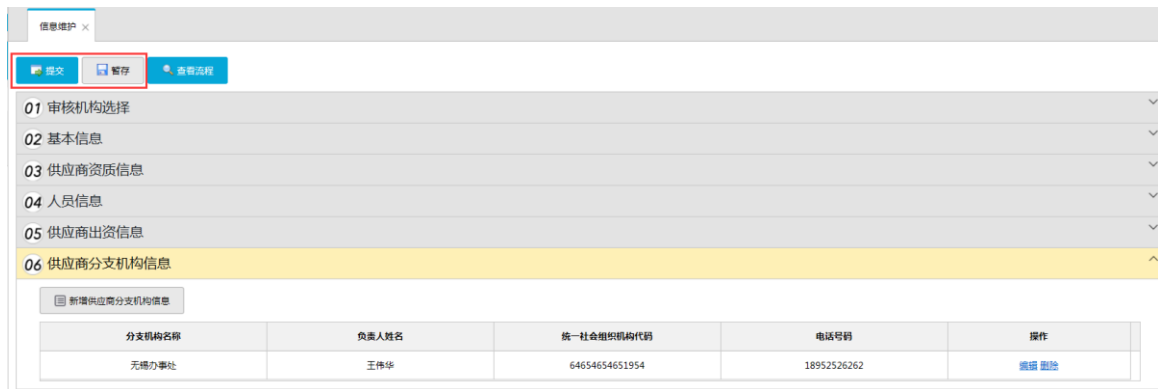 信息维护
提交 暂存 查看流程
01 审核机构选择
02 基本信息
03 供应商资质信息
04 人员信息
05 供应商出资信息
06 供应商分支机构信息
新增供应商分支机构信息
分支机构名称 负责人姓名 统一社会组织机构代码 电话号码 操作
无锡办事处 王伟华 64654654651954 18952526262 编辑 删除